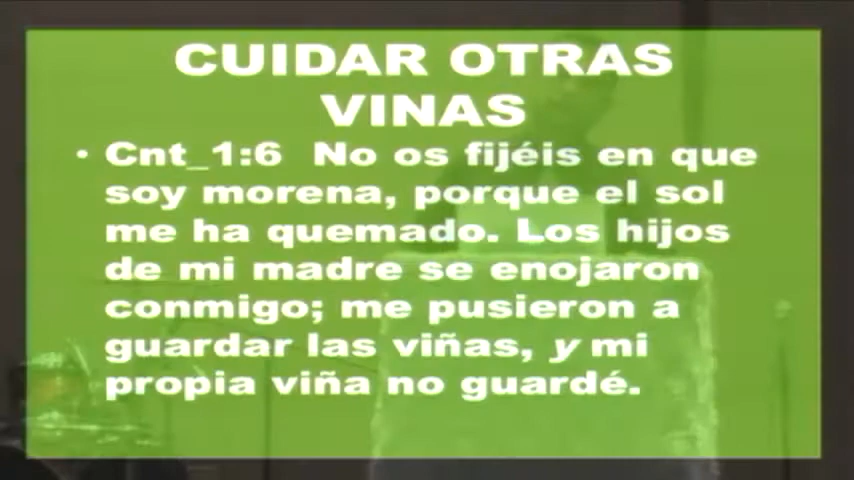 CUIDAR OTRAS
VINAS
• Cnt_1:6 No os fijéis en que
soy morena, porque el sol
me ha quemado. Los hijos
de mi madre se enojaron
conmigo; me pusieron a
guardar las viñas, y mi
propia viña no guardé.